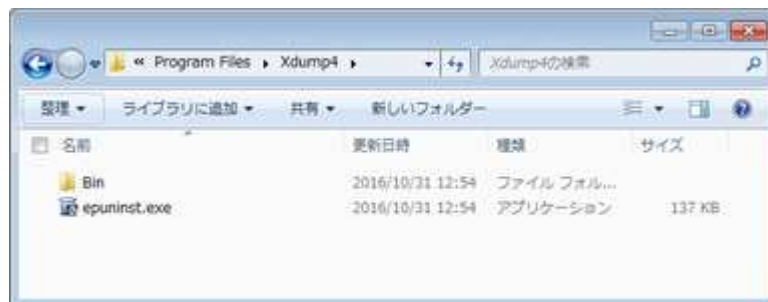 « Program Files ▸ Xdump4 ▸ Xdump4の検索
整理 ライブラリに追加 共有 新しいフォルダー
名前 更新日時 種類 サイズ
Bin 2016/10/31 12:54 ファイル フォル...
epuninst.exe 2016/10/31 12:54 アプリケーション 137 KB